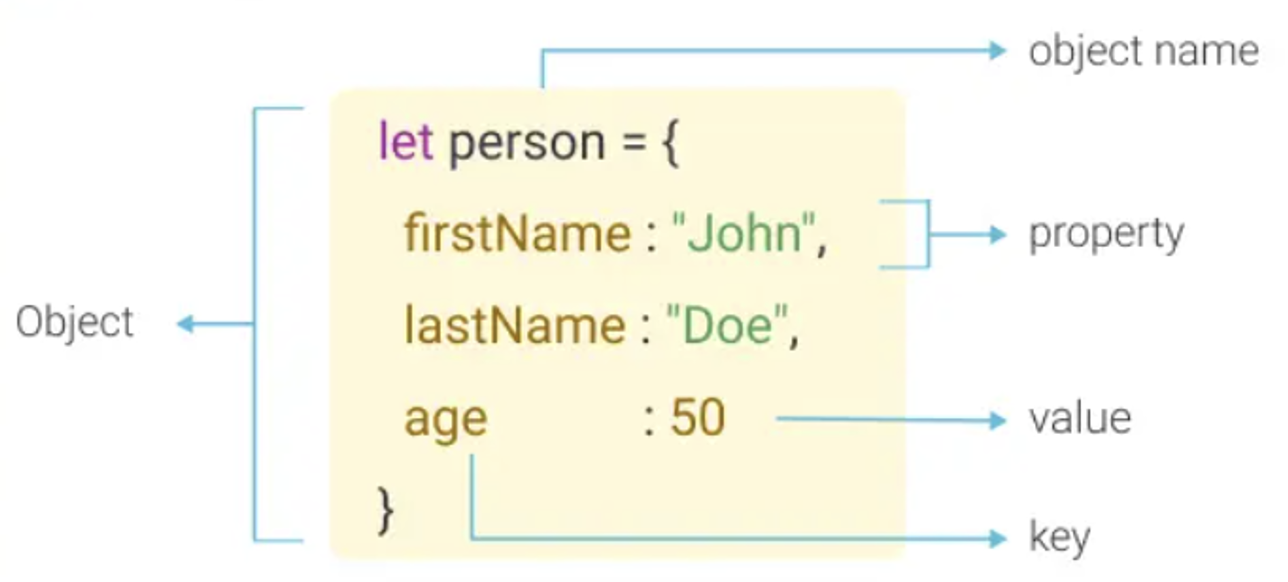 object name
let person = {
firstName : "John",
property
lastName : "Doe",
Object
age : 50
value
}
key